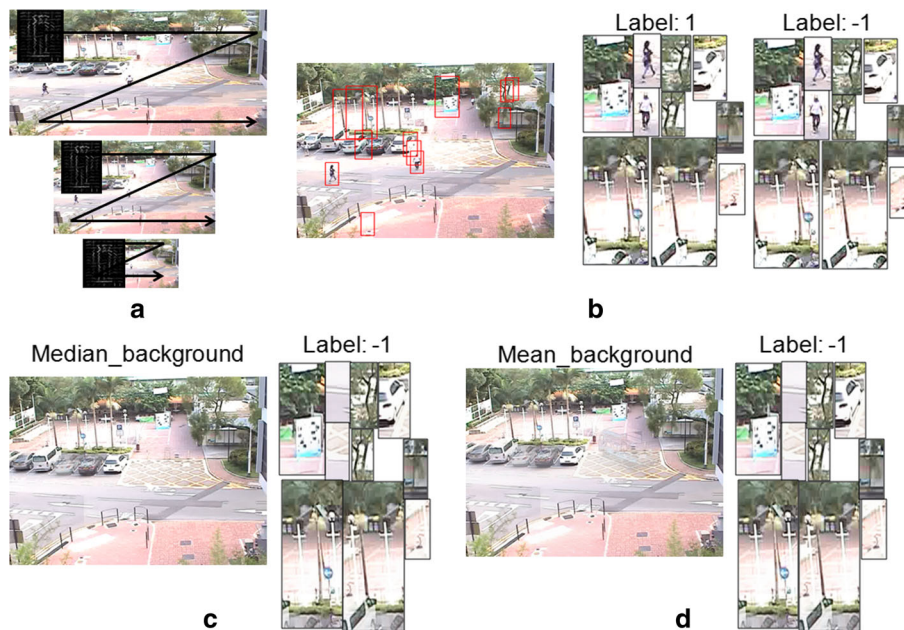 Label: 1
Label: -1
a
b
Median_background
Label: -1
Mean_background
Label: -1
c
d